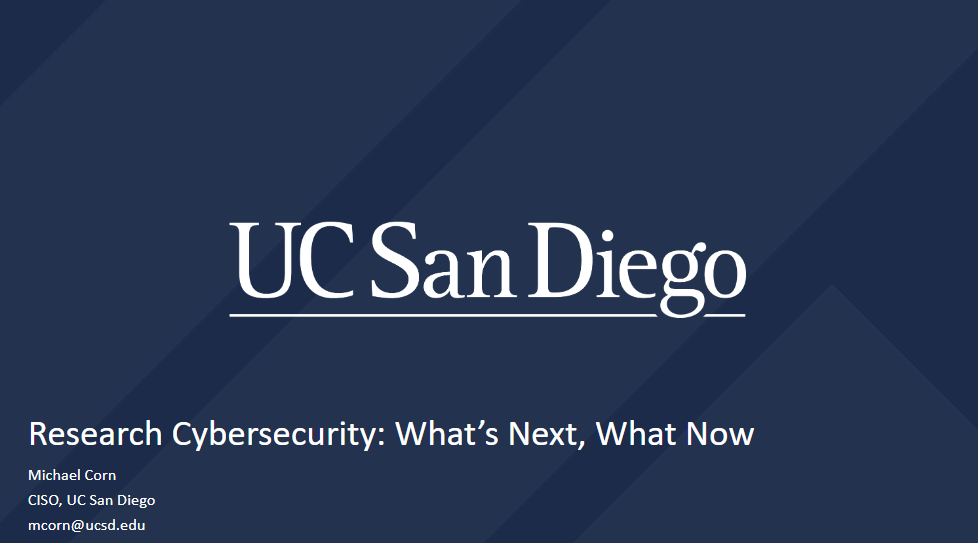 UC San Diego
Research Cybersecurity: What’s Next, What Now
Michael Corn
CISO, UC San Diego
mcorn@ucsd.edu